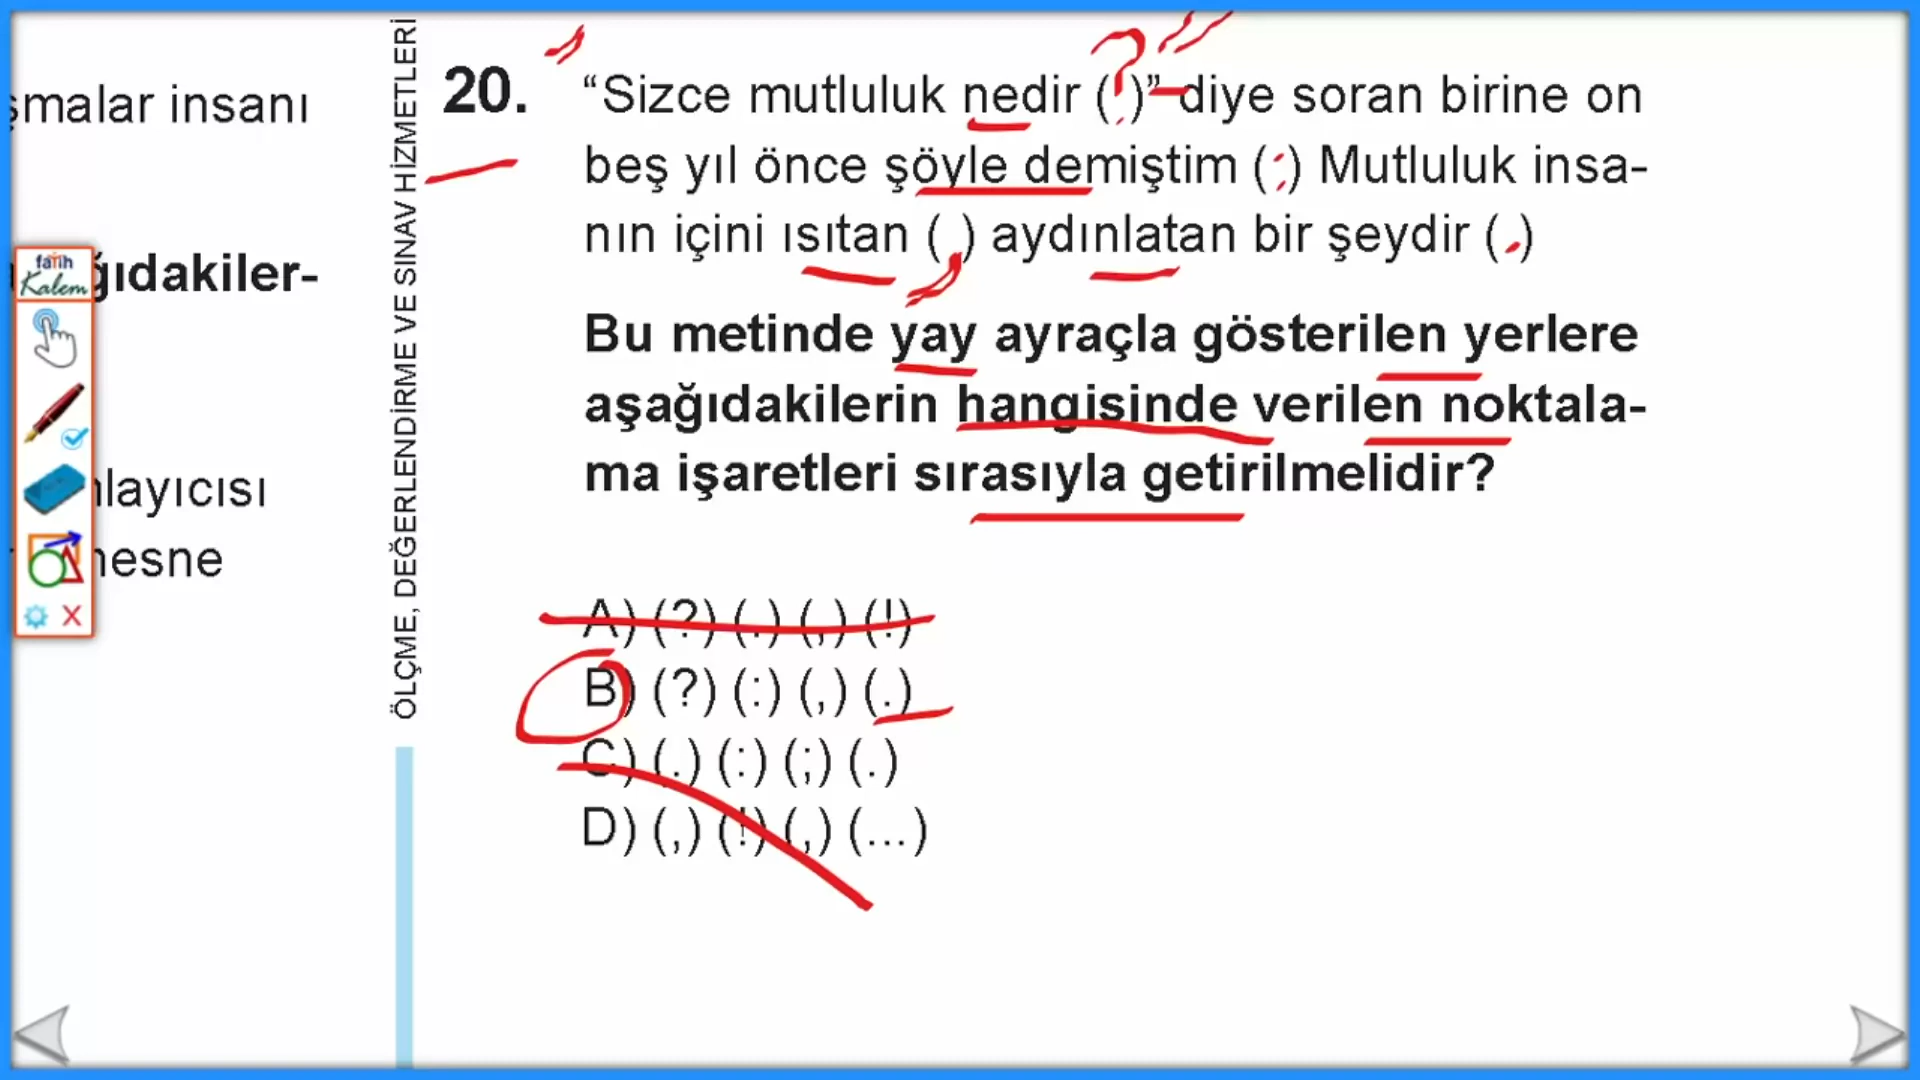 şmalar insanı
ğıdakiler-
nlayıcısı
nesne
fatih
Kalem
ÖLÇME, DEĞERLENDİRME VE SINAV HİZMETLERİ
20. “Sizce mutluluk nedir (?)” diye soran birine on
beş yıl önce şöyle demiştim (:) Mutluluk insa-
nın içini ısıtan (,) aydınlatan bir şeydir (.)
Bu metinde yay ayraçla gösterilen yerlere
aşağıdakilerin hangisinde verilen noktala-
ma işaretleri sırasıyla getirilmelidir?
A) (?) (.) (,) (!)
B) (?) (:) (,) (.)
C) (.) (:) (;) (.)
D) (,) (!) (,) (...)